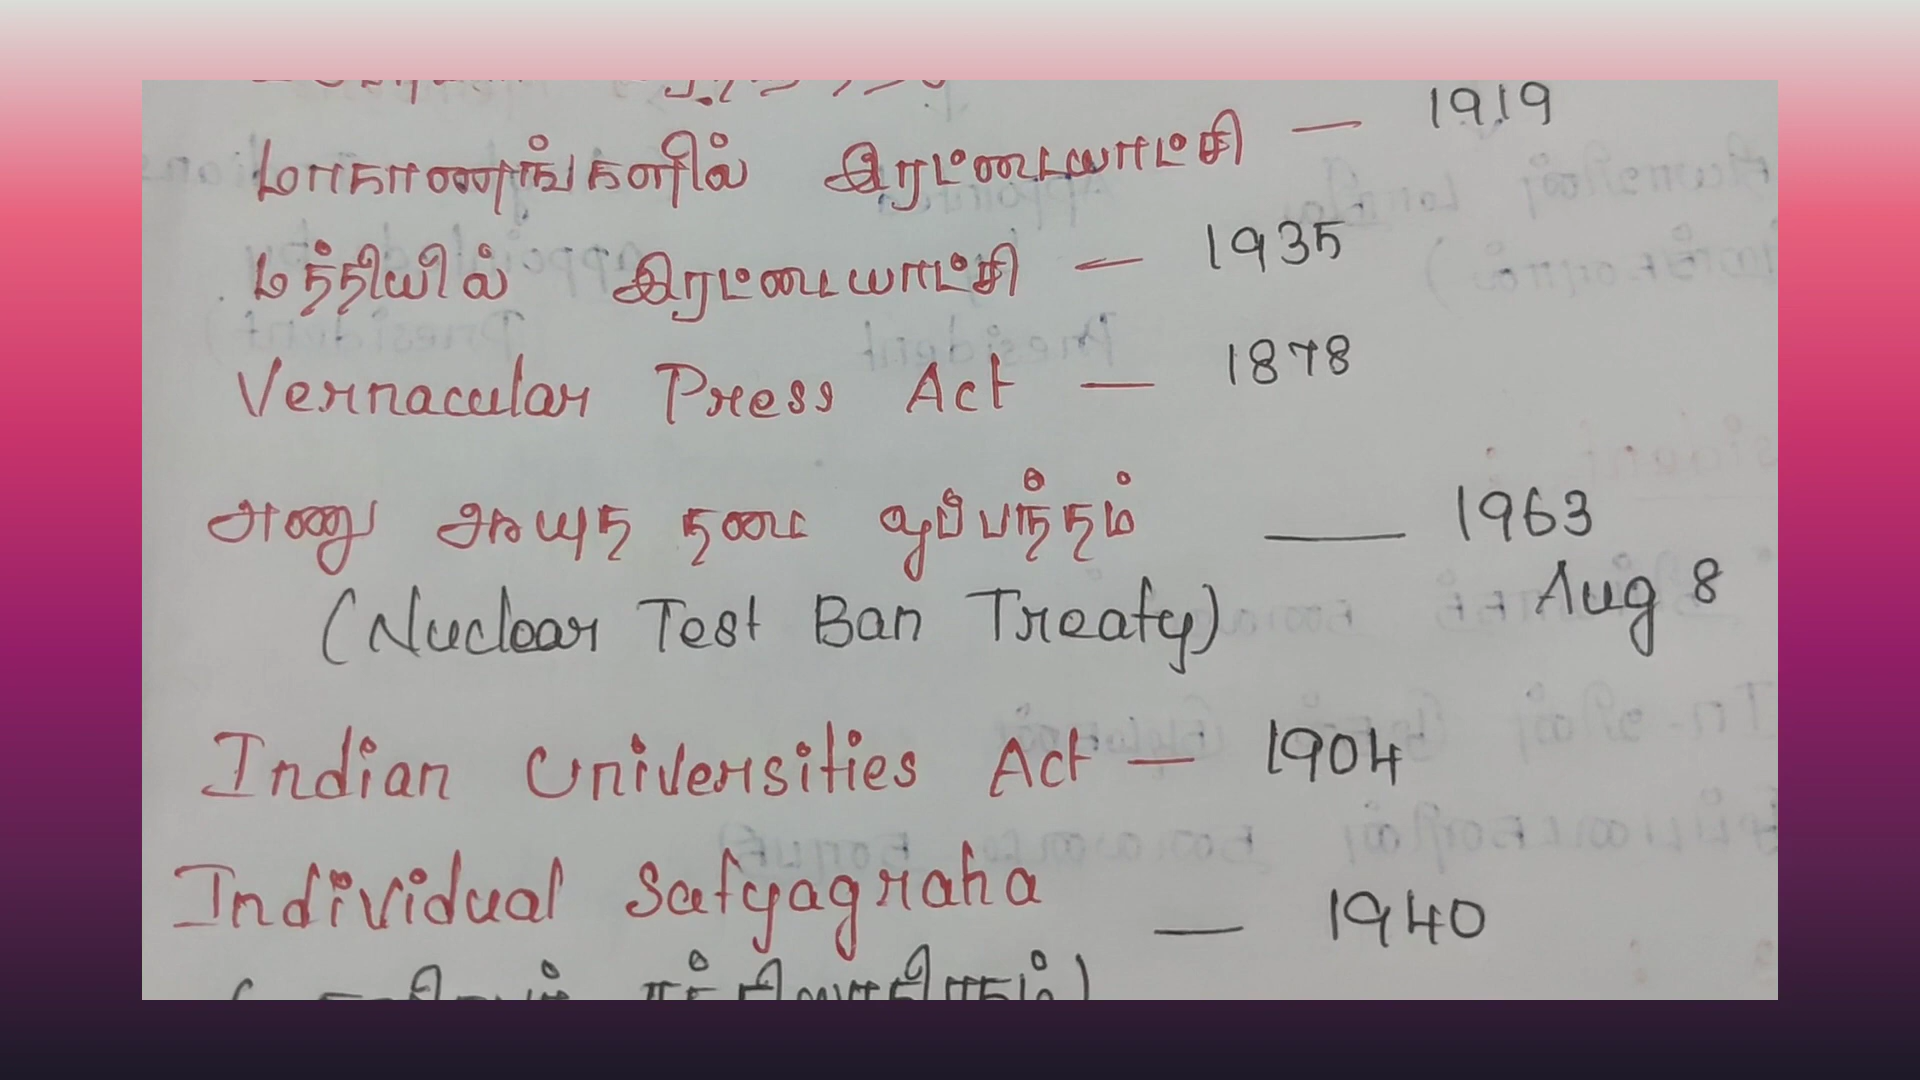 மாகாணங்களில் இரட்டையாட்சி — 1919
மத்தியில் இரட்டையாட்சி — 1935
Vernacular Press Act — 1878
அணு ஆயுத தடை ஒப்பந்தம் — 1963
(Nuclear Test Ban Treaty) Aug 8
Indian Universities Act — 1904
Individual Satyagraha — 1940